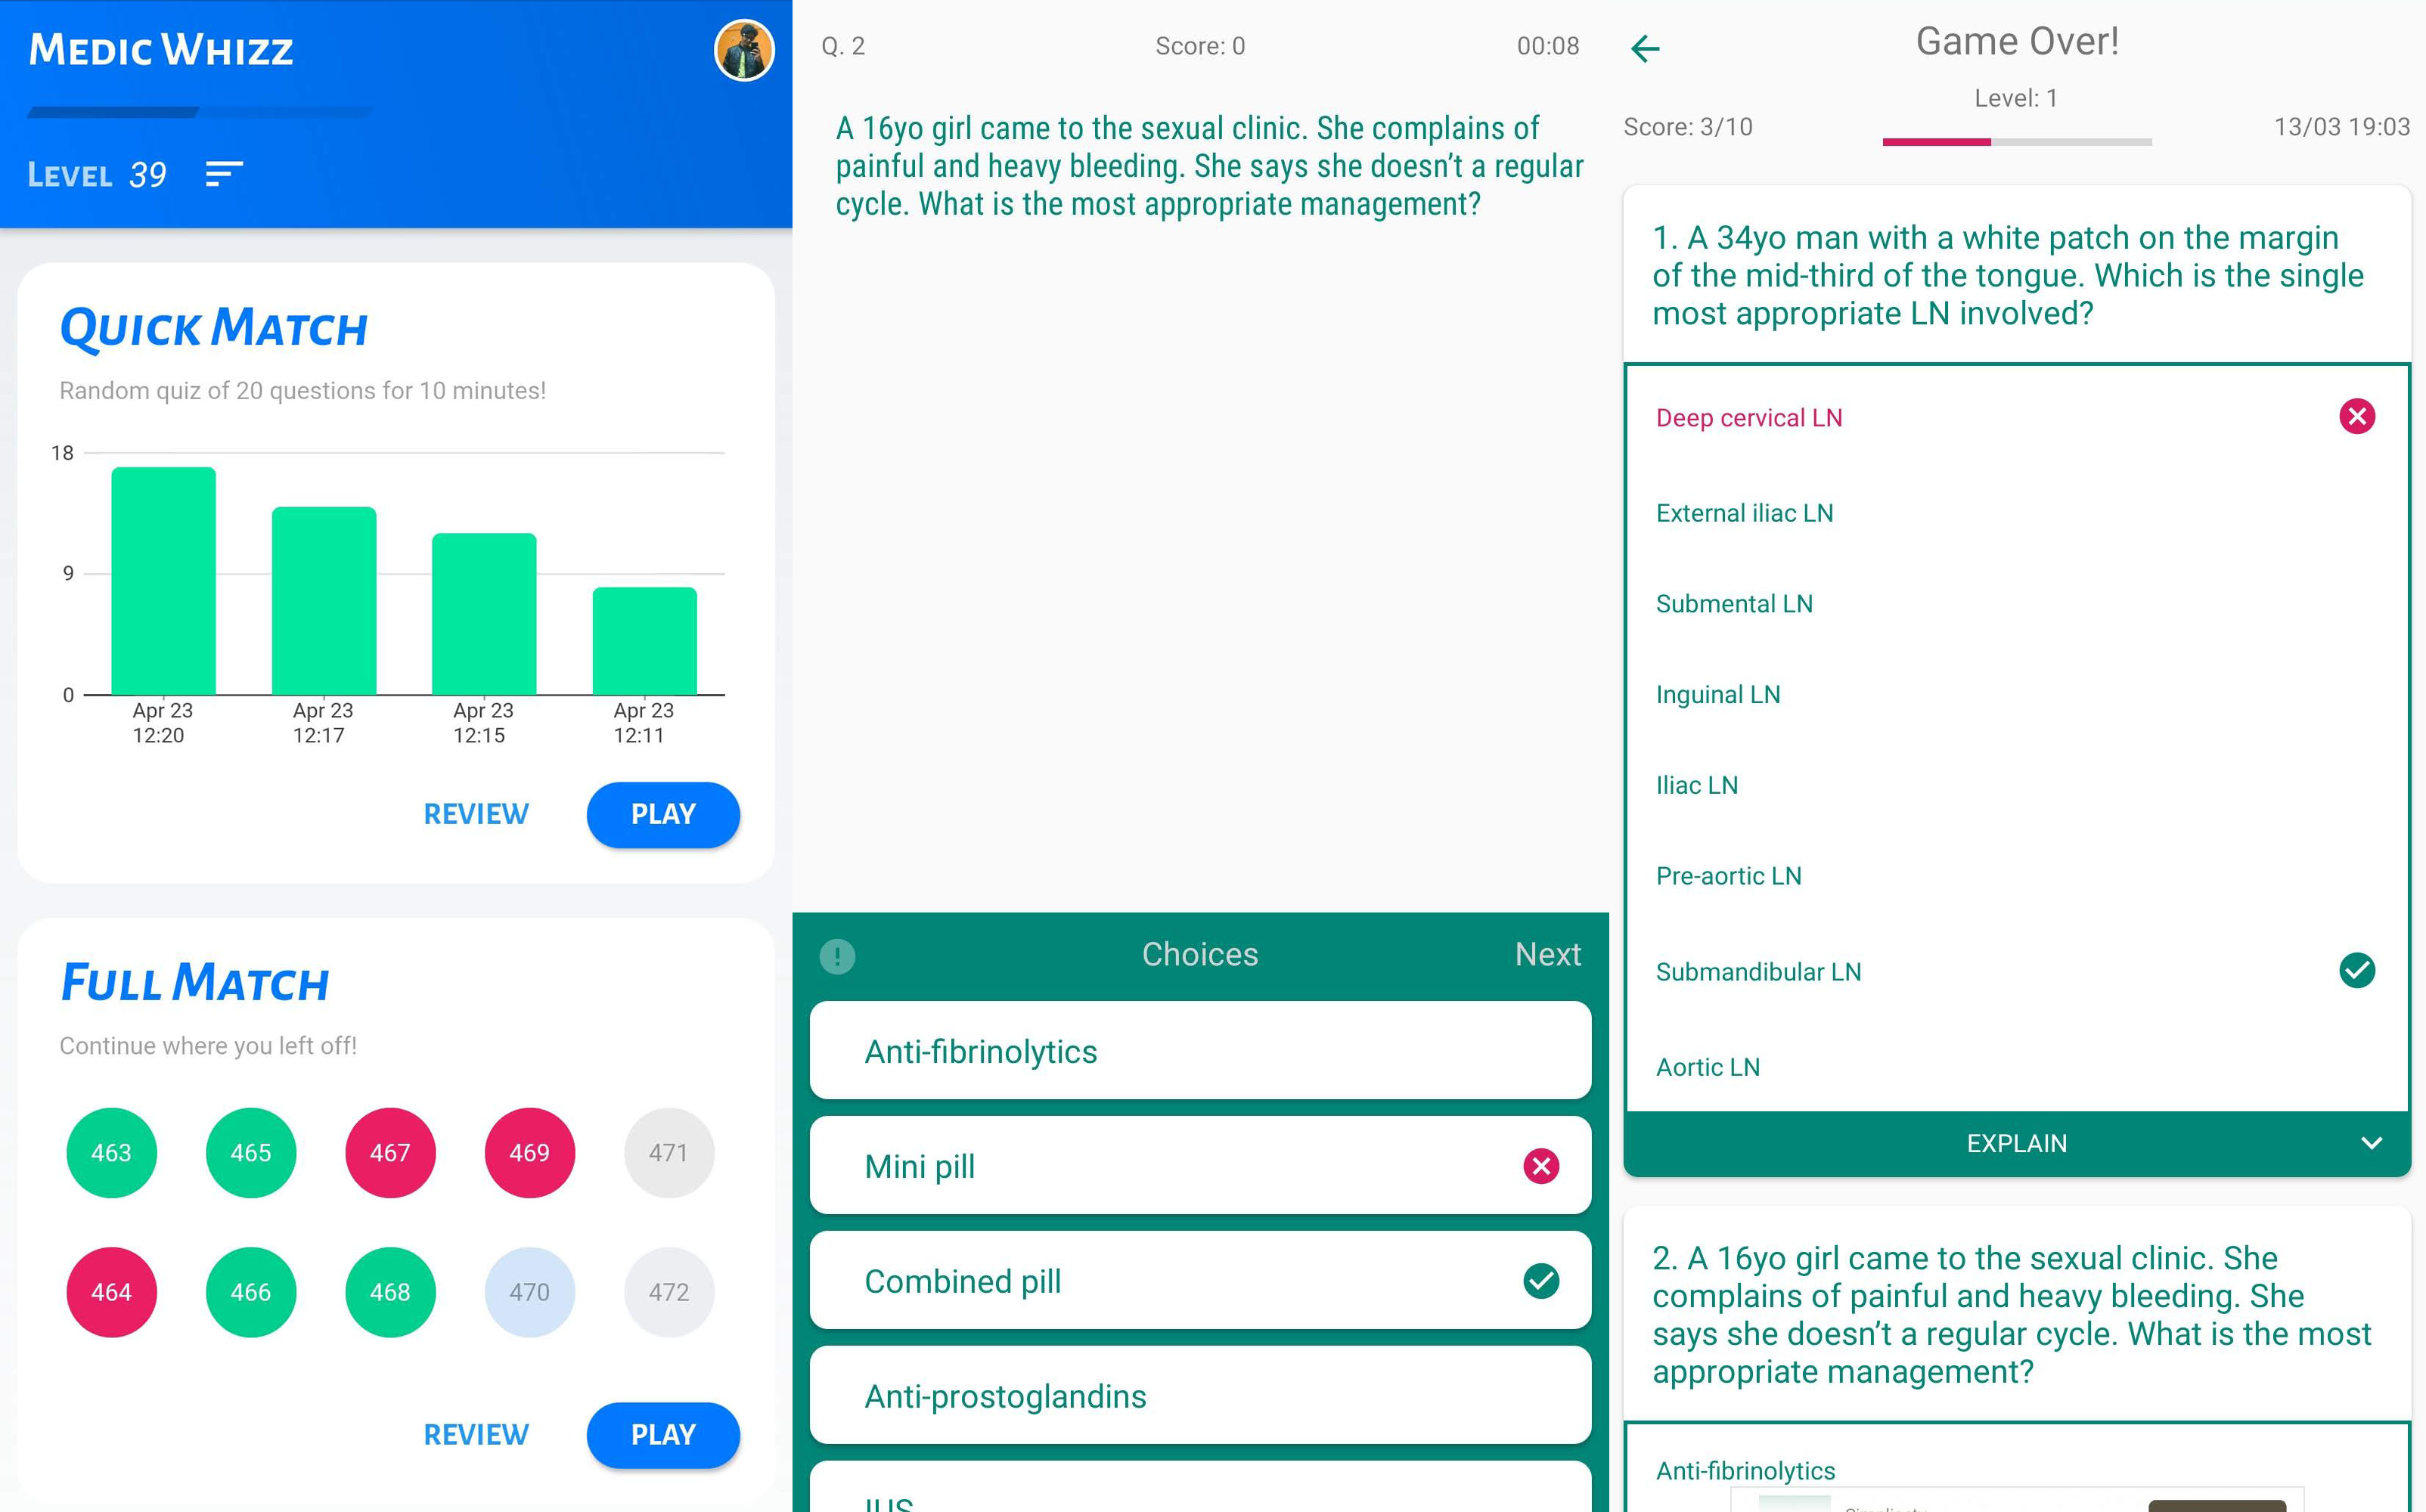 MEDIC WHIZZ
LEVEL 39
QUICK MATCH
Random quiz of 20 questions for 10 minutes!
18
9
0
Apr 23 12:20
Apr 23 12:17
Apr 23 12:15
Apr 23 12:11
REVIEW
PLAY
FULL MATCH
Continue where you left off!
463 465 467 469 471
464 466 468 470 472
REVIEW
PLAY
Q. 2
Score: 0
00:08
A 16yo girl came to the sexual clinic. She complains of
painful and heavy bleeding. She says she doesn't a regular
cycle. What is the most appropriate management?
Choices
Next
Anti-fibrinolytics
Mini pill
Combined pill
Anti-prostoglandins
IUS
Game Over!
Level: 1
Score: 3/10
13/03 19:03
1. A 34yo man with a white patch on the margin
of the mid-third of the tongue. Which is the single
most appropriate LN involved?
Deep cervical LN
External iliac LN
Submental LN
Inguinal LN
Iliac LN
Pre-aortic LN
Submandibular LN
Aortic LN
EXPLAIN
2. A 16yo girl came to the sexual clinic. She
complains of painful and heavy bleeding. She
says she doesn't a regular cycle. What is the most
appropriate management?
Anti-fibrinolytics